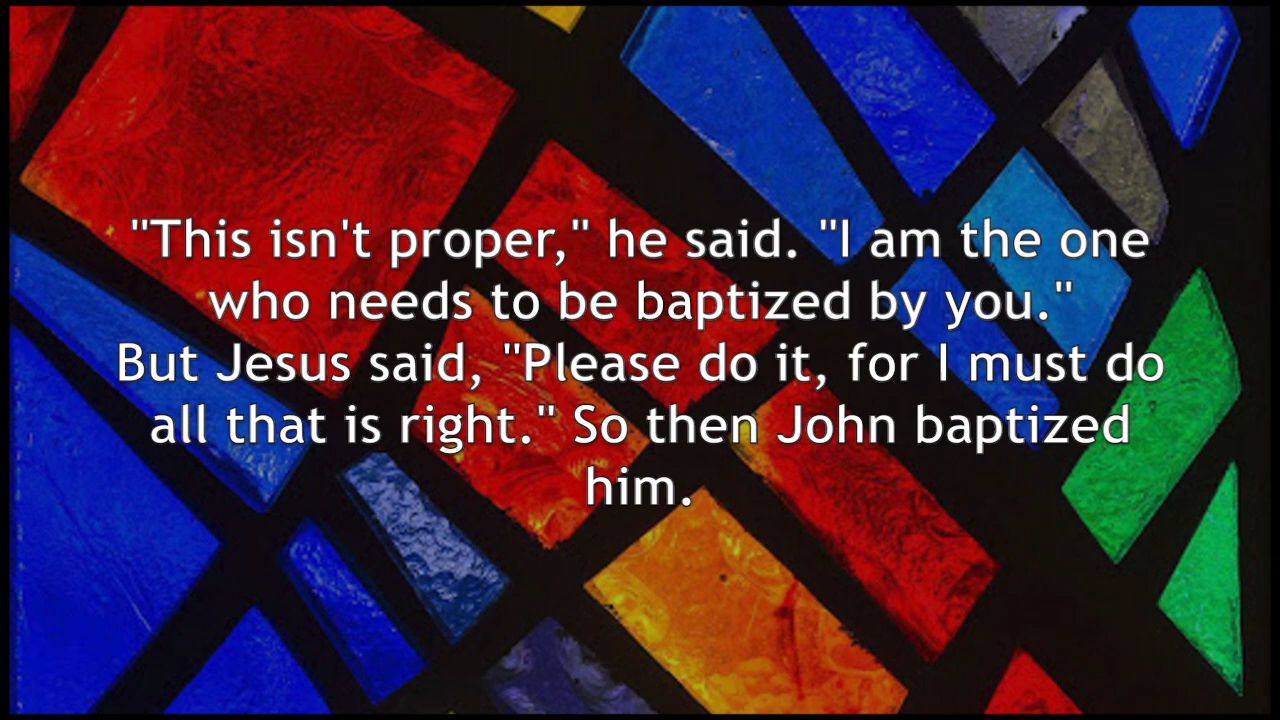 "This isn't proper," he said. "I am the one
who needs to be baptized by you."
But Jesus said, "Please do it, for I must do
all that is right." So then John baptized
him.